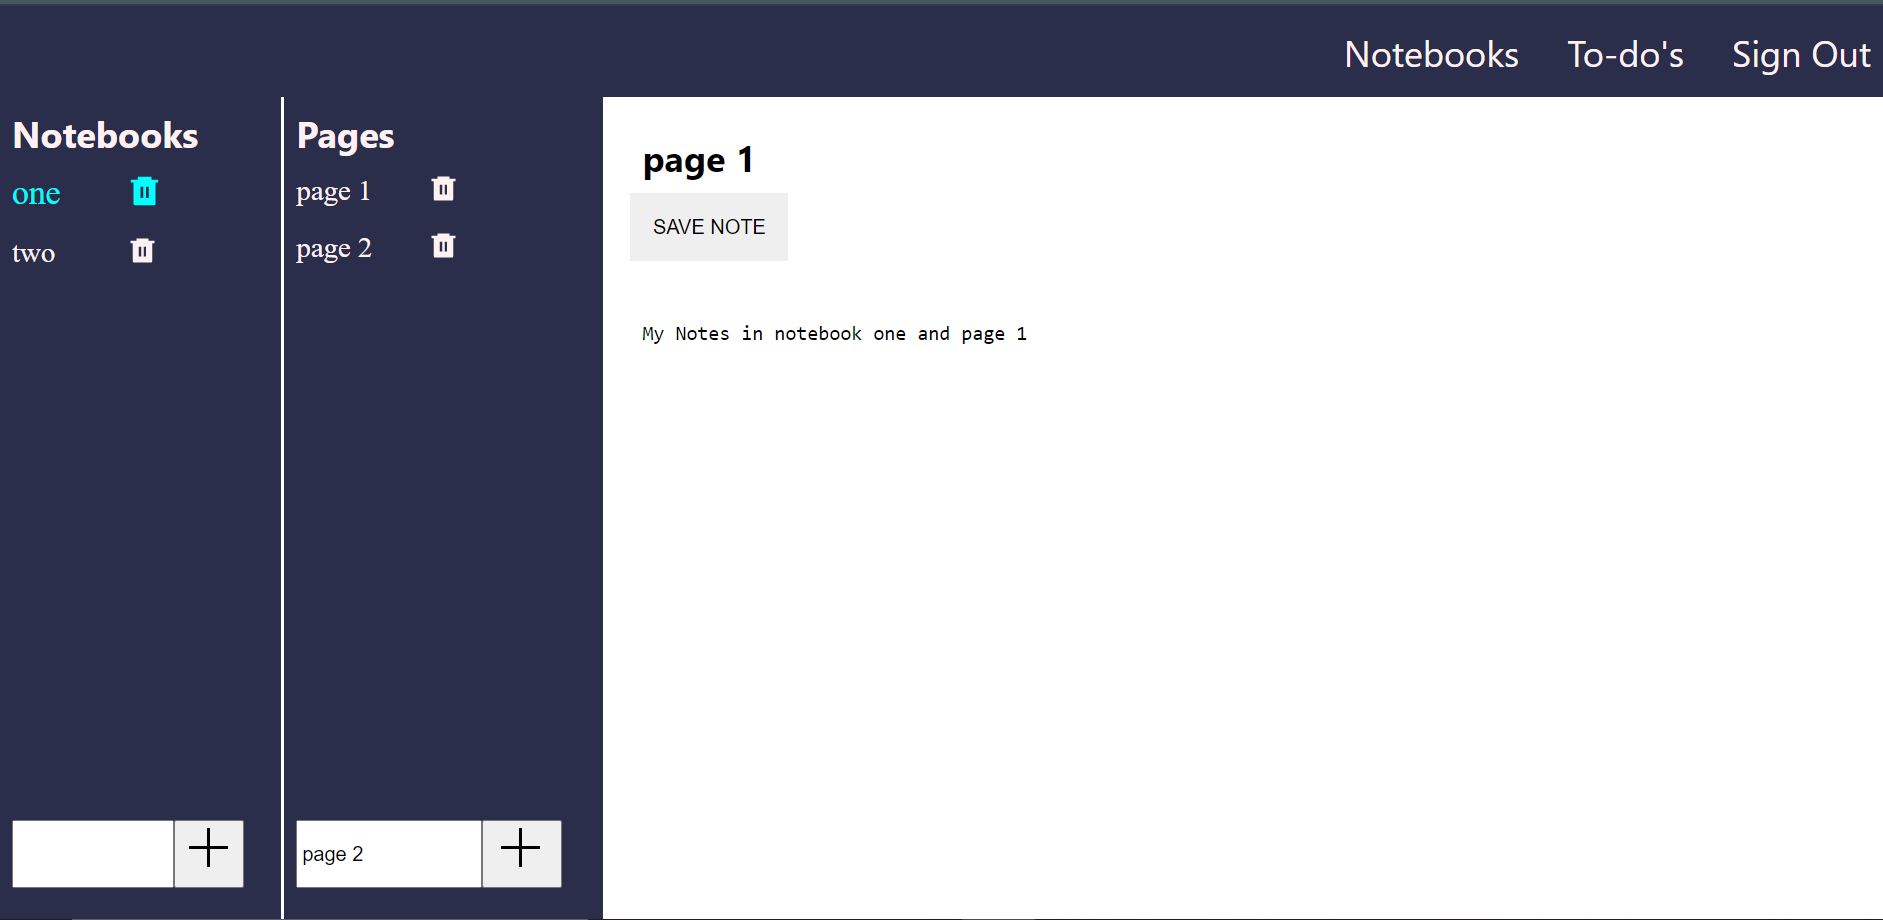 Notebooks To-do's Sign Out
Notebooks
one
two
Pages
page 1
page 2
page 2
page 1
SAVE NOTE
My Notes in notebook one and page 1